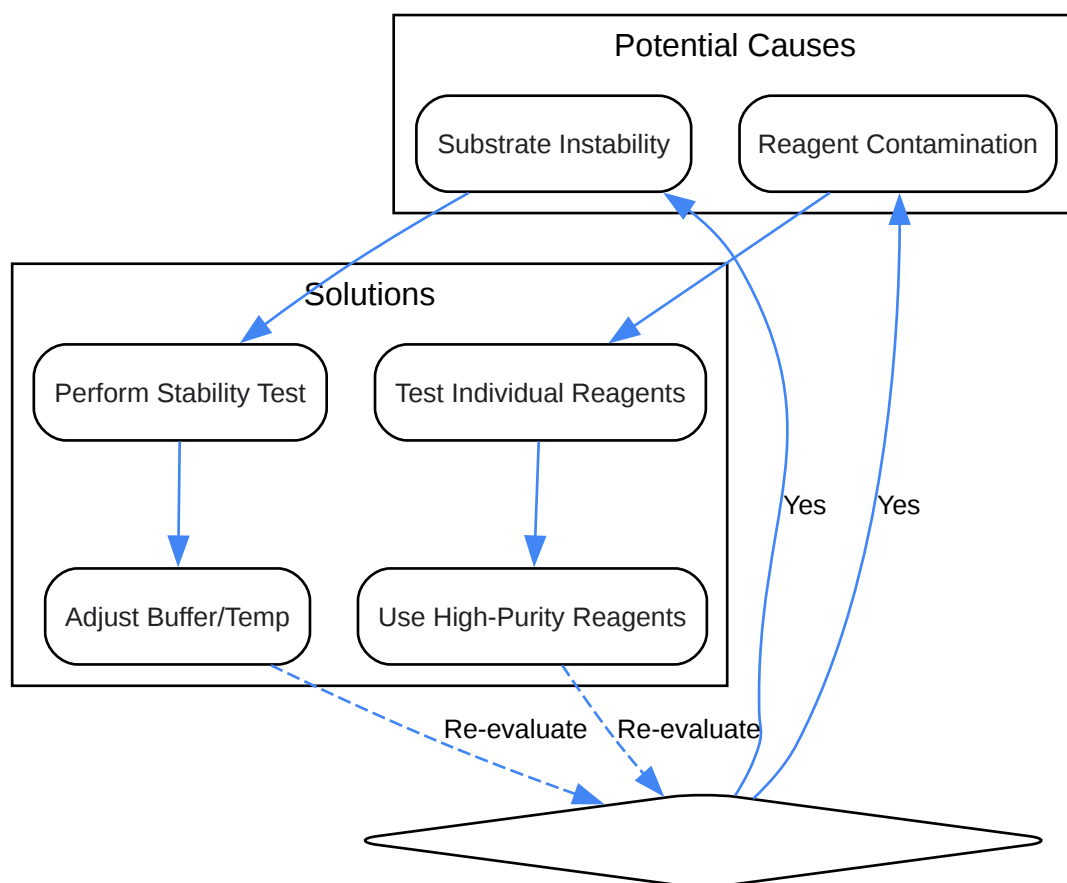 Potential Causes
Substrate Instability
Reagent Contamination
Solutions
Perform Stability Test
Test Individual Reagents
Yes
Yes
Adjust Buffer/Temp
Use High-Purity Reagents
Re-evaluate
Re-evaluate